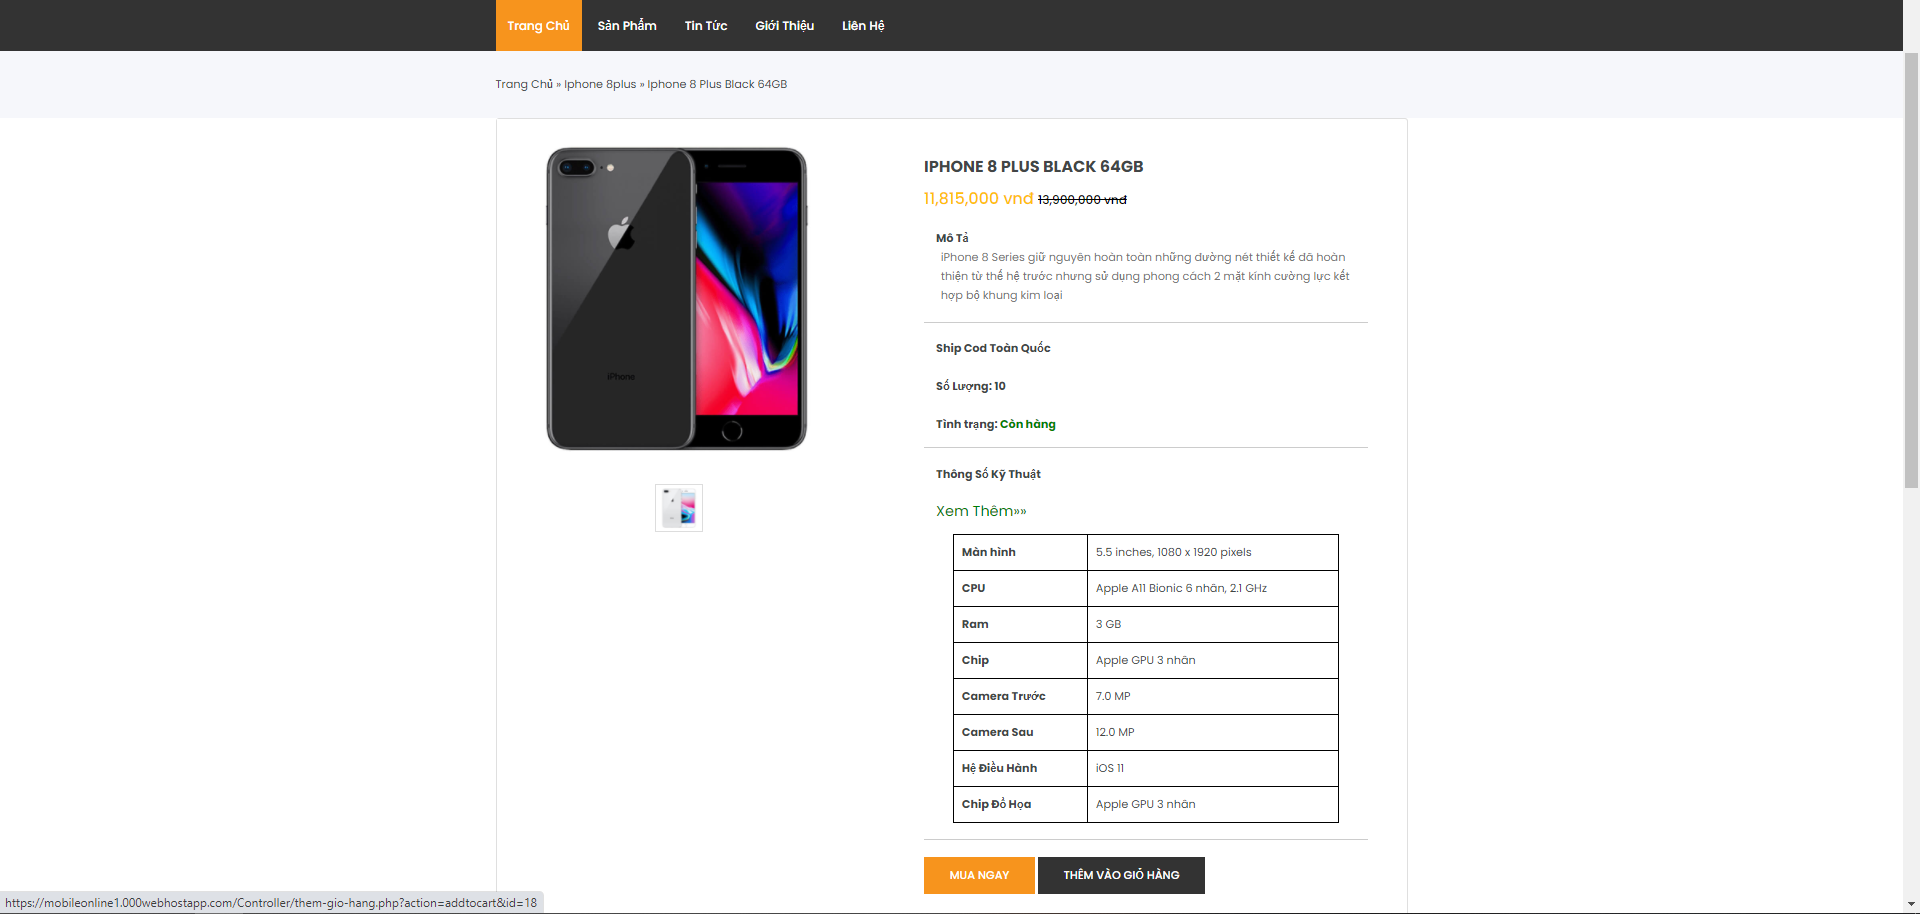 Trang Chủ Sản Phẩm Tin Tức Giới Thiệu Liên Hệ
Trang Chủ » Iphone 8plus » Iphone 8 Plus Black 64GB
IPHONE 8 PLUS BLACK 64GB
11,815,000 vnđ 13,900,000 vnđ
Mô Tả
iPhone 8 Series giữ nguyên hoàn toàn những đường nét thiết kế đã hoàn
thiện từ thế hệ trước nhưng sử dụng phong cách 2 mặt kính cường lực kết
hợp bộ khung kim loại
iPhone
Ship Cod Toàn Quốc
Số Lượng: 10
Tình trạng: Còn hàng
Thông Số Kỹ Thuật
Xem Thêm»»
Màn hình 5.5 inches, 1080 x 1920 pixels
CPU Apple A11 Bionic 6 nhân, 2.1 GHz
Ram 3 GB
Chip Apple GPU 3 nhân
Camera Trước 7.0 MP
Camera Sau 12.0 MP
Hệ Điều Hành iOS 11
Chip Đồ Họa Apple GPU 3 nhân
MUA NGAY THÊM VÀO GIỎ HÀNG
https://mobileonline1.000webhostapp.com/Controller/them-gio-hang.php?action=addtocart&id=18